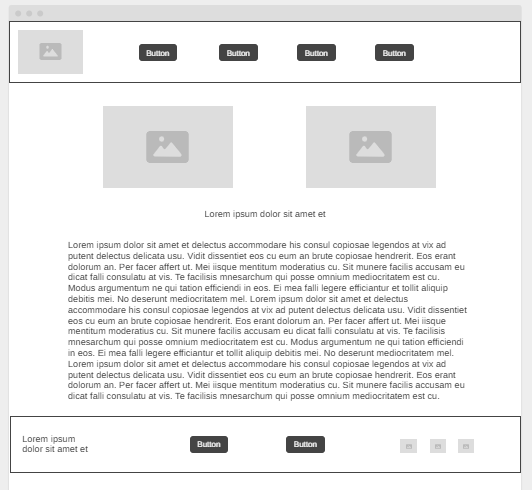 Button Button Button Button
Lorem ipsum dolor sit amet et
Lorem ipsum dolor sit amet et delectus accommodare his consul copiosae legendos at vix ad
putent delectus delicata usu. Vidit dissentiet eos cu eum an brute copiosae hendrerit. Eos erant
dolorum an. Per facer affert ut. Mei iisque mentitum moderatius cu. Sit munere facilis accusam eu
dicat falli consulatu at vis. Te facilisis mnesarchum qui posse omnium mediocritatem est cu.
Modus argumentum ne qui tation efficiendi in eos. Ei mea falli legere efficiantur et tollit aliquip
debitis mei. No deserunt mediocritatem mel. Lorem ipsum dolor sit amet et delectus
accommodare his consul copiosae legendos at vix ad putent delectus delicata usu. Vidit dissentiet
eos cu eum an brute copiosae hendrerit. Eos erant dolorum an. Per facer affert ut. Mei iisque
mentitum moderatius cu. Sit munere facilis accusam eu dicat falli consulatu at vis. Te facilisis
mnesarchum qui posse omnium mediocritatem est cu. Modus argumentum ne qui tation efficiendi
in eos. Ei mea falli legere efficiantur et tollit aliquip debitis mei. No deserunt mediocritatem mel.
Lorem ipsum dolor sit amet et delectus accommodare his consul copiosae legendos at vix ad
putent delectus delicata usu. Vidit dissentiet eos cu eum an brute copiosae hendrerit. Eos erant
dolorum an. Per facer affert ut. Mei iisque mentitum moderatius cu. Sit munere facilis accusam eu
dicat falli consulatu at vis. Te facilisis mnesarchum qui posse omnium mediocritatem est cu.
Lorem ipsum
dolor sit amet et
Button Button